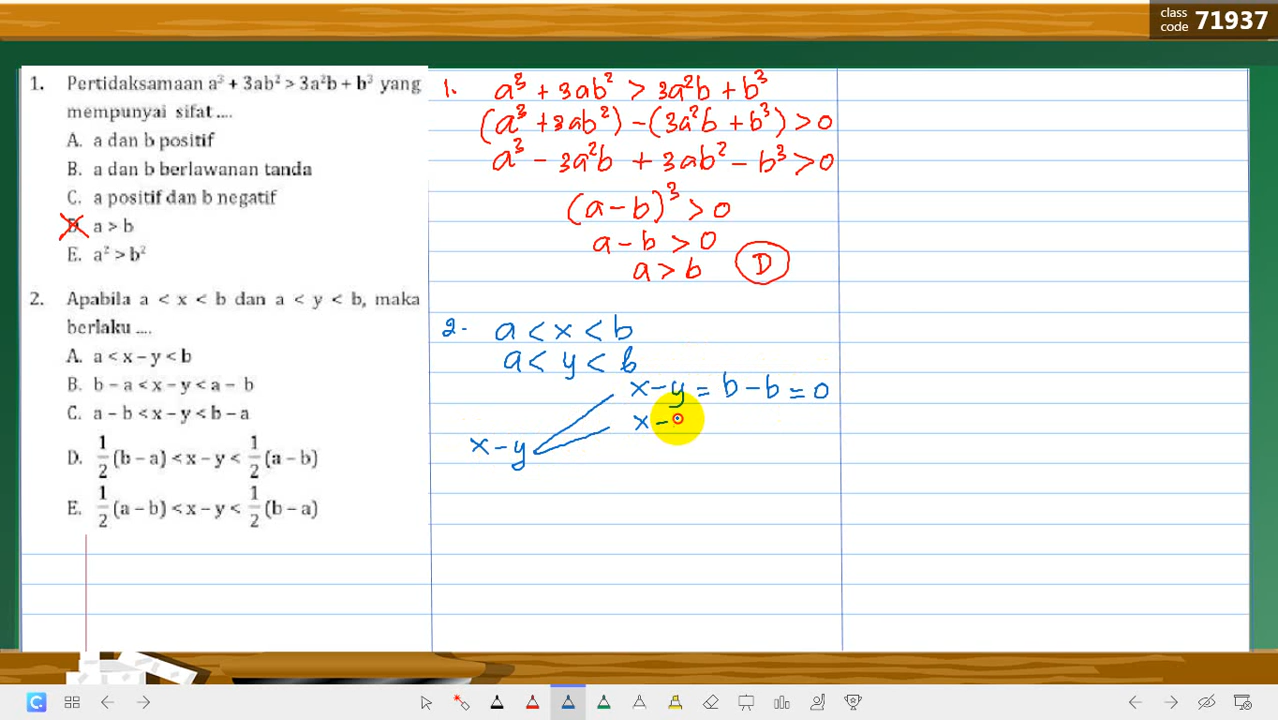 class
code 71937
1. Pertidaksamaan a³ + 3ab² > 3a²b + b³ yang
mempunyai sifat ....
A. a dan b positif
B. a dan b berlawanan tanda
C. a positif dan b negatif
D. a > b
E. a² > b²
2. Apabila a < x < b dan a < y < b, maka
berlaku ....
A. a < x – y < b
B. b – a < x – y < a – b
C. a – b < x – y < b – a
D. 1/2 (b – a) < x – y < 1/2 (a – b)
E. 1/2 (a – b) < x – y < 1/2 (b – a)
1. a³ + 3ab² > 3a²b + b³
(a³ + 3ab²) – (3a²b + b³) > 0
a³ – 3a²b + 3ab² – b³ > 0
(a – b)³ > 0
a – b > 0
a > b D
2. a < x < b
a < y < b
x – y = b – b = 0
x –
x – y